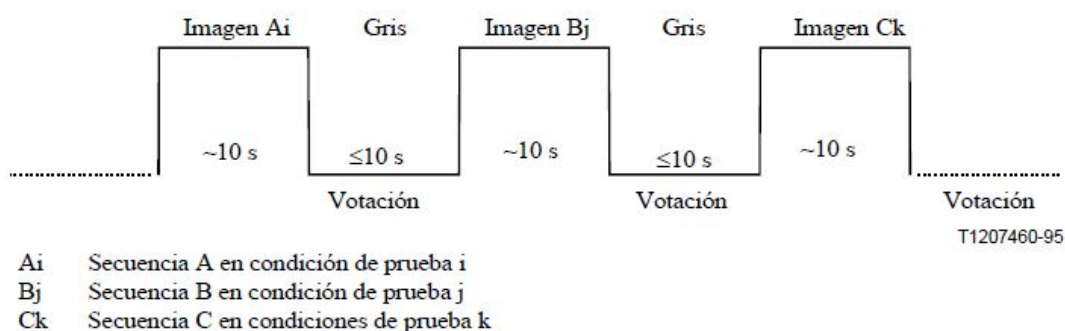 Imagen Ai Gris Imagen Bj Gris Imagen Ck
~10 s ≤10 s ~10 s ≤10 s ~10 s
Votación Votación Votación
T1207460-95
Ai Secuencia A en condición de prueba i
Bj Secuencia B en condición de prueba j
Ck Secuencia C en condiciones de prueba k